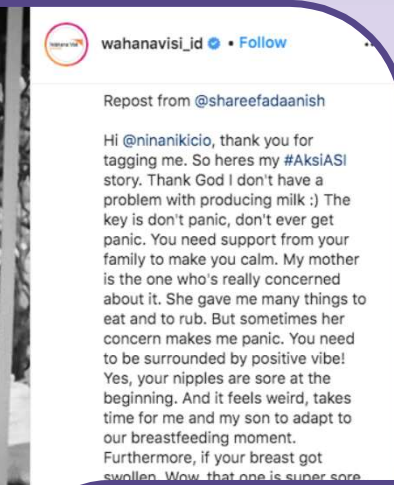 wahanavisi_id • Follow
Repost from @shareefadaanish
Hi @ninanikicio, thank you for
tagging me. So heres my #AksiASI
story. Thank God I don't have a
problem with producing milk :) The
key is don't panic, don't ever get
panic. You need support from your
family to make you calm. My mother
is the one who's really concerned
about it. She gave me many things to
eat and to rub. But sometimes her
concern makes me panic. You need
to be surrounded by positive vibe!
Yes, your nipples are sore at the
beginning. And it feels weird, takes
time for me and my son to adapt to
our breastfeeding moment.
Furthermore, if your breast got
swollen. Wow, that one is super sore